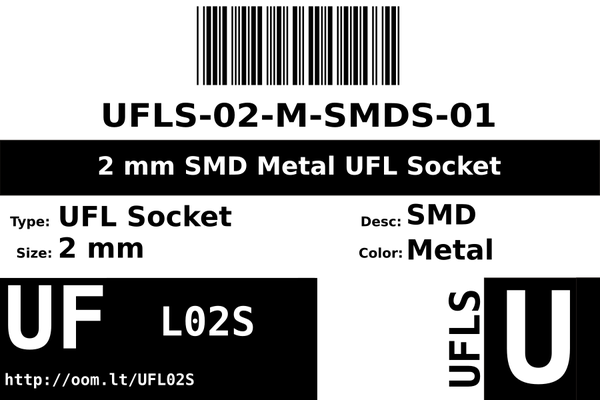 UFLS-02-M-SMDS-01
2 mm SMD Metal UFL Socket
Type: UFL Socket
Desc: SMD
Size: 2 mm
Color: Metal
UF
L02S
http://oom.lt/UFL02S
UFLS
U